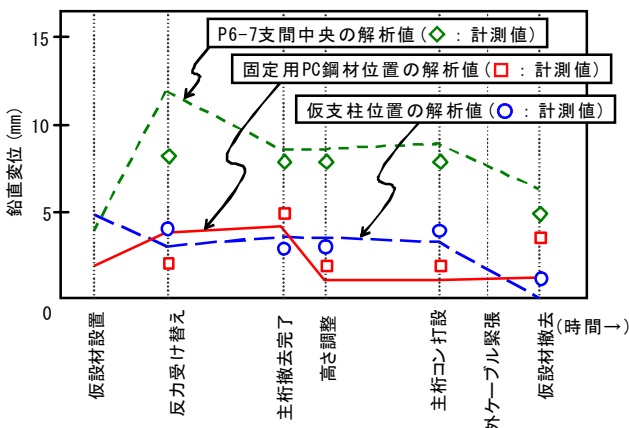 15
P6-7支間中央の解析値(◇：計測値)
固定用PC鋼材位置の解析値(□：計測値)
仮支柱位置の解析値(○：計測値)
10
鉛直変位 (mm)
5
0
仮設材設置
反力受け替え
主桁撤去完了
高さ調整
主桁コン打設
外ケーブル緊張
仮設材撤去
(時間→)